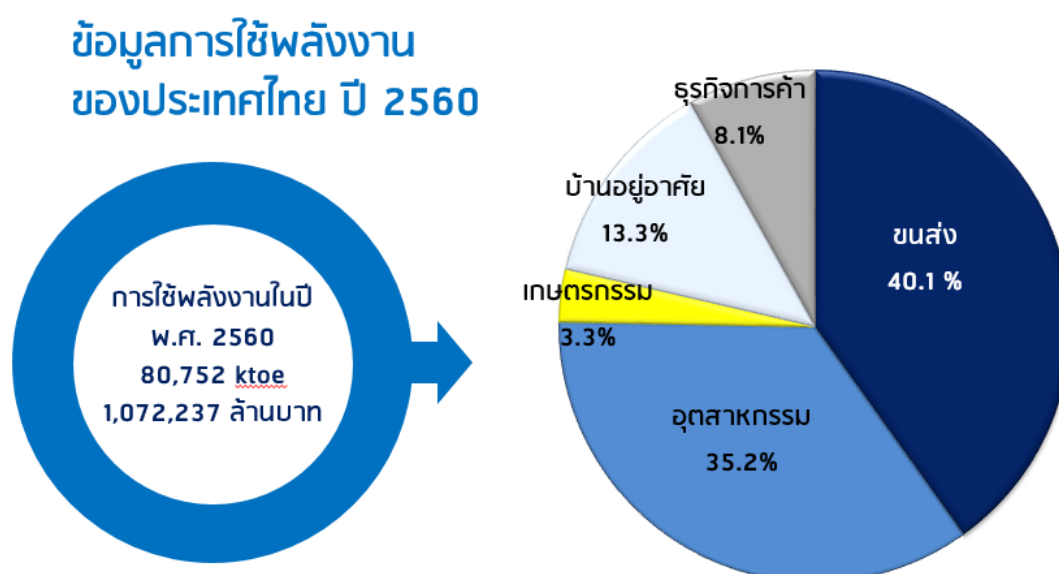 ข้อมูลการใช้พลังงาน
ของประเทศไทย ปี 2560
การใช้พลังงานในปี
พ.ศ. 2560
80,752 ktoe
1,072,237 ล้านบาท
ธุรกิจการค้า
8.1%
บ้านอยู่อาศัย
13.3%
เกษตรกรรม
3.3%
ขนส่ง
40.1 %
อุตสาหกรรม
35.2%